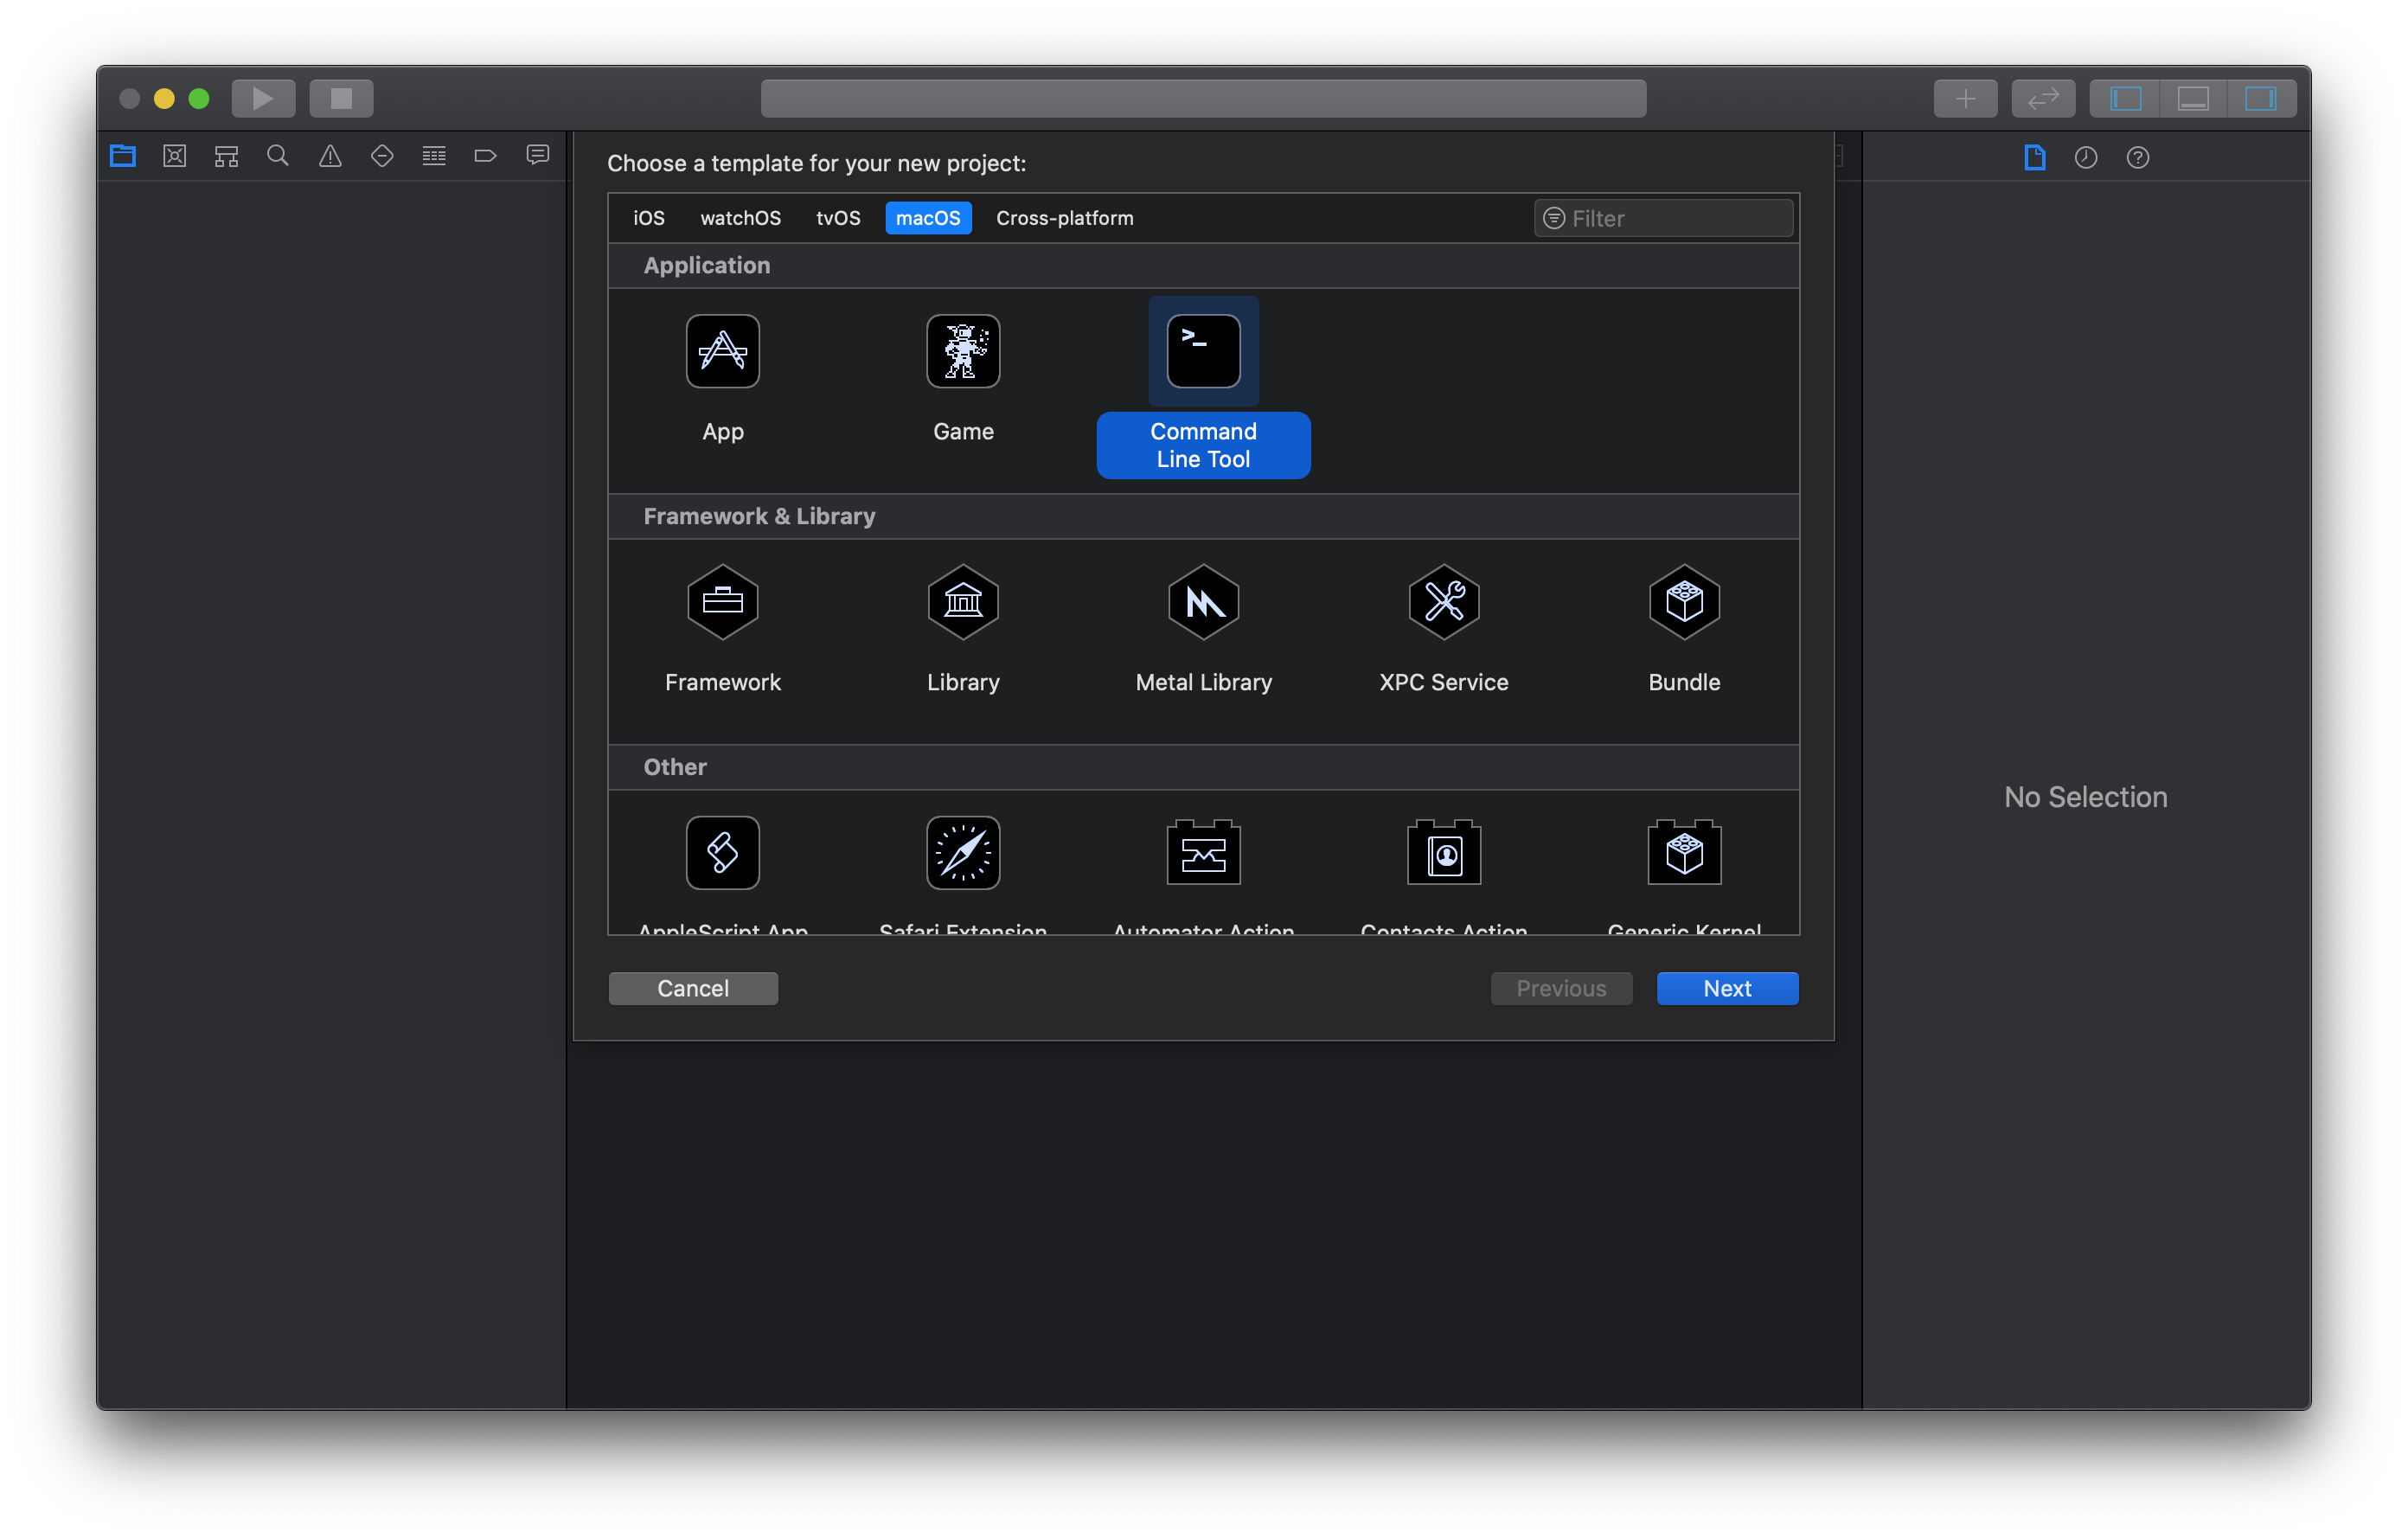 Choose a template for your new project:
iOS watchOS tvOS macOS Cross-platform Filter
Application
App Game Command
Line Tool
Framework & Library
Framework Library Metal Library XPC Service Bundle
Other
AppleScript App Safari Extension Automator Action Contacts Action Generic Kernel
Cancel Previous Next
No Selection